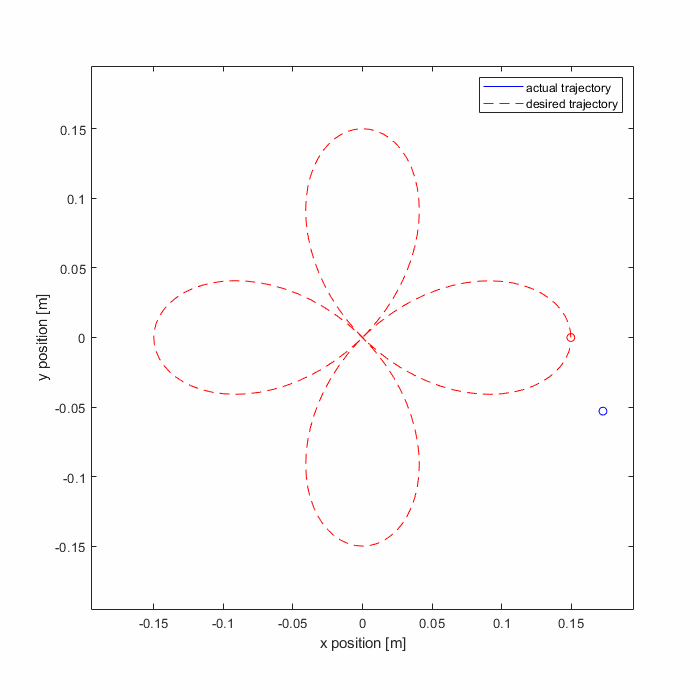 actual trajectory
desired trajectory
0.15
0.1
0.05
0
-0.05
-0.1
-0.15
y position [m]
-0.15 -0.1 -0.05 0 0.05 0.1 0.15
x position [m]